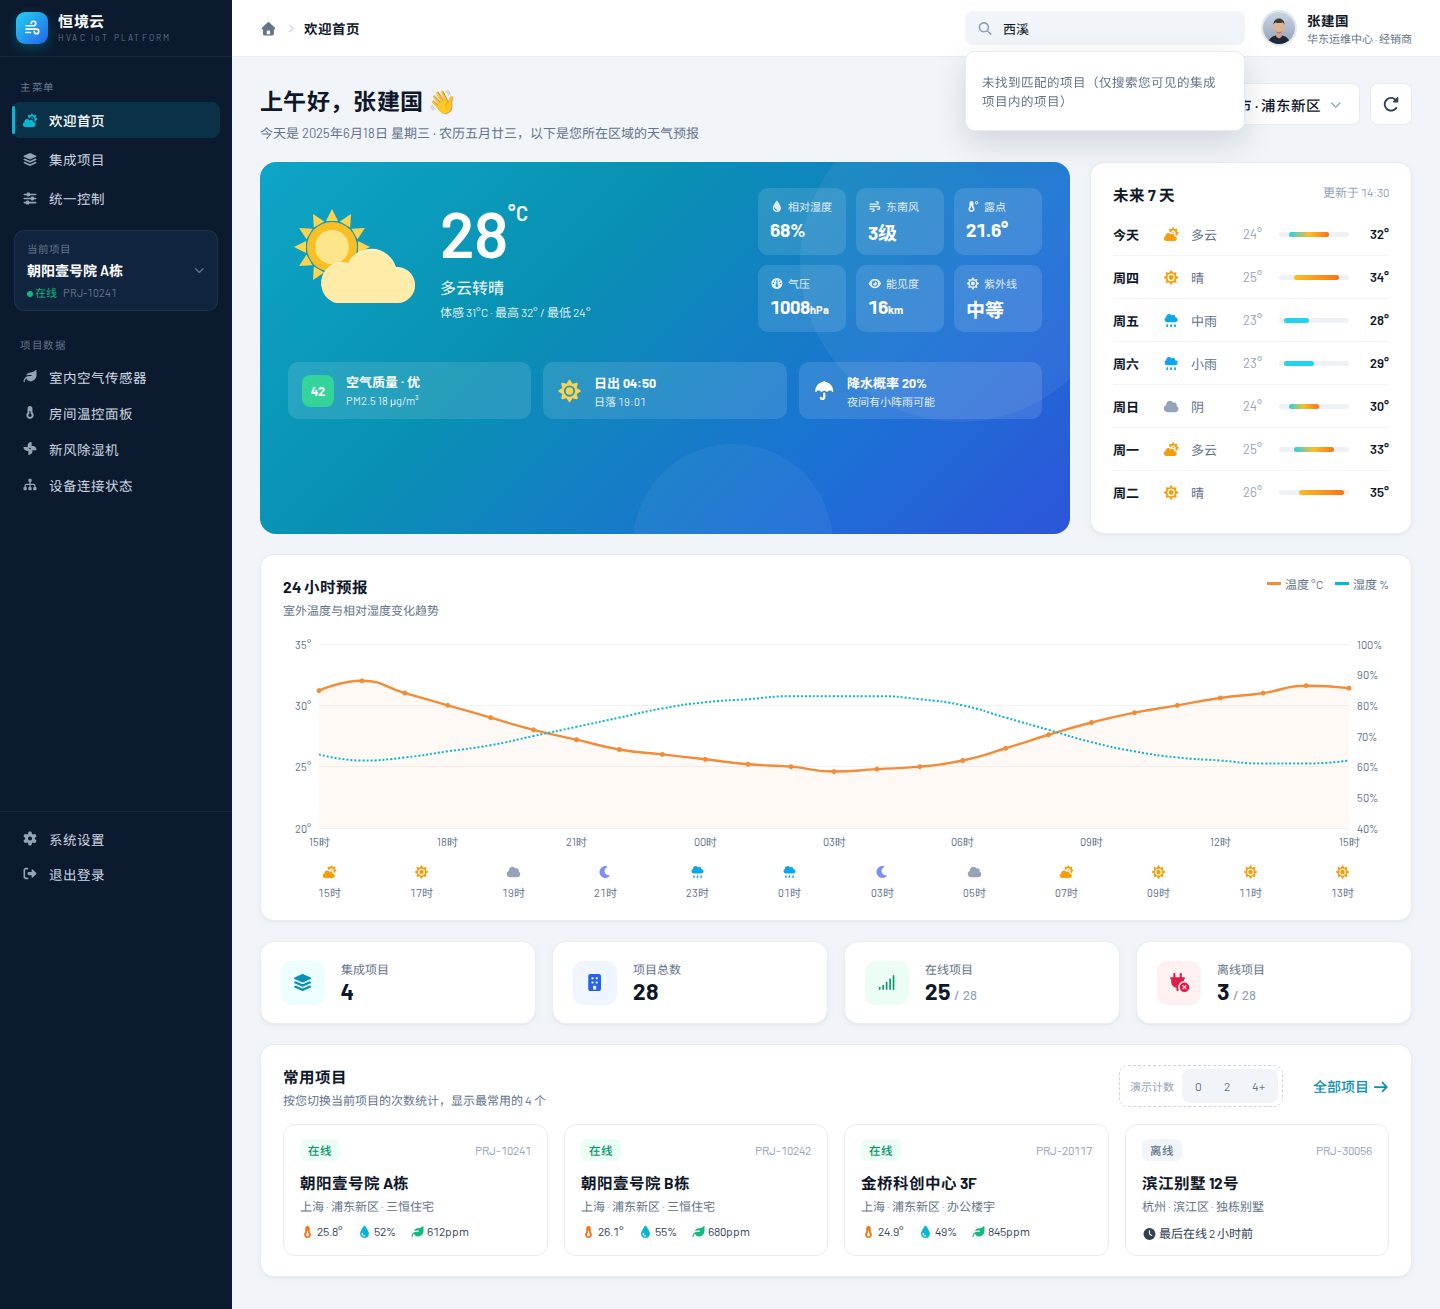 恒境云
HVAC IoT PLATFORM
主菜单
欢迎首页
集成项目
统一控制
当前项目
朝阳壹号院 A栋
在线 PRJ-10241
项目数据
室内空气传感器
房间温控面板
新风除湿机
设备连接状态
系统设置
退出登录
欢迎首页
西溪
张建国
华东运维中心 · 经销商
未找到匹配的项目（仅搜索您可见的集成
项目内的项目）
上午好，张建国 👋
今天是 2025年6月18日 星期三 · 农历五月廿三，以下是您所在区域的天气预报
· 浦东新区
28°C
多云转晴
体感 31°C · 最高 32° / 最低 24°
相对湿度
68%
东南风
3级
露点
21.6°
气压
1008hPa
能见度
16km
紫外线
中等
42
空气质量 · 优
PM2.5 18 μg/m³
日出 04:50
日落 19:01
降水概率 20%
夜间有小阵雨可能
未来 7 天
更新于 14:30
今天 多云 24° 32°
周四 晴 25° 34°
周五 中雨 23° 28°
周六 小雨 23° 29°
周日 阴 24° 30°
周一 多云 25° 33°
周二 晴 26° 35°
24 小时预报
室外温度与相对湿度变化趋势
温度 °C 湿度 %
35° 100%
90%
30° 80%
70%
25° 60%
50%
20° 40%
15时 18时 21时 00时 03时 06时 09时 12时 15时
15时 17时 19时 21时 23时 01时 03时 05时 07时 09时 11时 13时
集成项目
4
项目总数
28
在线项目
25 / 28
离线项目
3 / 28
常用项目
按您切换当前项目的次数统计，显示最常用的 4 个
演示计数 0 2 4+
全部项目
在线 PRJ-10241
朝阳壹号院 A栋
上海 · 浦东新区 · 三恒住宅
25.8° 52% 612ppm
在线 PRJ-10242
朝阳壹号院 B栋
上海 · 浦东新区 · 三恒住宅
26.1° 55% 680ppm
在线 PRJ-20117
金桥科创中心 3F
上海 · 浦东新区 · 办公楼宇
24.9° 49% 845ppm
离线 PRJ-30056
滨江别墅 12号
杭州 · 滨江区 · 独栋别墅
最后在线 2 小时前